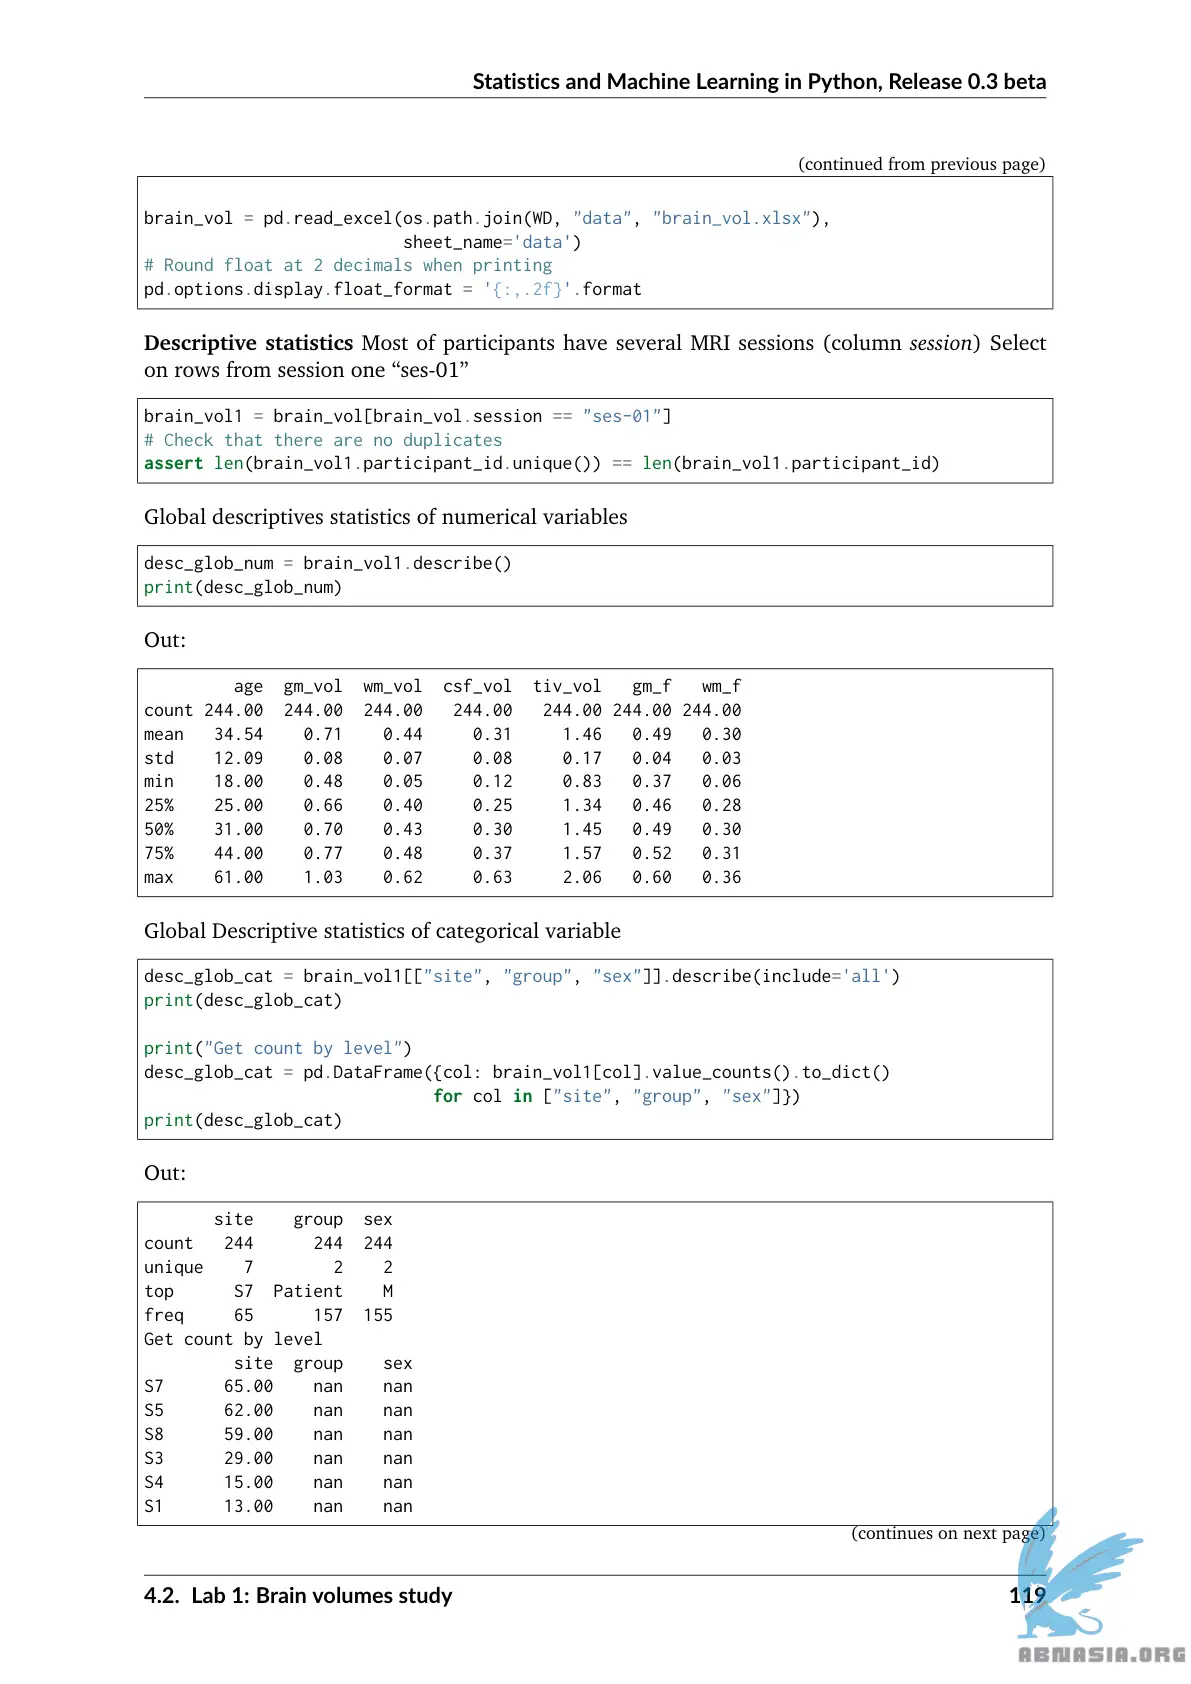 Statistics and Machine Learning in Python, Release 0.3 beta
(continued from previous page)
brain_vol = pd.read_excel(os.path.join(WD, "data", "brain_vol.xlsx"),
                          sheet_name='data')
# Round float at 2 decimals when printing
pd.options.display.float_format = '{:,.2f}'.format
Descriptive statistics Most of participants have several MRI sessions (column session) Select
on rows from session one “ses-01”
brain_vol1 = brain_vol[brain_vol.session == "ses-01"]
# Check that there are no duplicates
assert len(brain_vol1.participant_id.unique()) == len(brain_vol1.participant_id)
Global descriptives statistics of numerical variables
desc_glob_num = brain_vol1.describe()
print(desc_glob_num)
Out:
         age  gm_vol  wm_vol  csf_vol  tiv_vol   gm_f   wm_f
count 244.00  244.00  244.00   244.00   244.00 244.00 244.00
mean   34.54    0.71    0.44     0.31     1.46   0.49   0.30
std    12.09    0.08    0.07     0.08     0.17   0.04   0.03
min    18.00    0.48    0.05     0.12     0.83   0.37   0.06
25%    25.00    0.66    0.40     0.25     1.34   0.46   0.28
50%    31.00    0.70    0.43     0.30     1.45   0.49   0.30
75%    44.00    0.77    0.48     0.37     1.57   0.52   0.31
max    61.00    1.03    0.62     0.63     2.06   0.60   0.36
Global Descriptive statistics of categorical variable
desc_glob_cat = brain_vol1[["site", "group", "sex"]].describe(include='all')
print(desc_glob_cat)
print("Get count by level")
desc_glob_cat = pd.DataFrame({col: brain_vol1[col].value_counts().to_dict()
                             for col in ["site", "group", "sex"]})
print(desc_glob_cat)
Out:
       site    group  sex
count   244      244  244
unique    7        2    2
top      S7  Patient    M
freq     65      157  155
Get count by level
         site  group    sex
S7      65.00    nan    nan
S5      62.00    nan    nan
S8      59.00    nan    nan
S3      29.00    nan    nan
S4      15.00    nan    nan
S1      13.00    nan    nan
(continues on next page)
4.2. Lab 1: Brain volumes study 119
ABNASIA.ORG